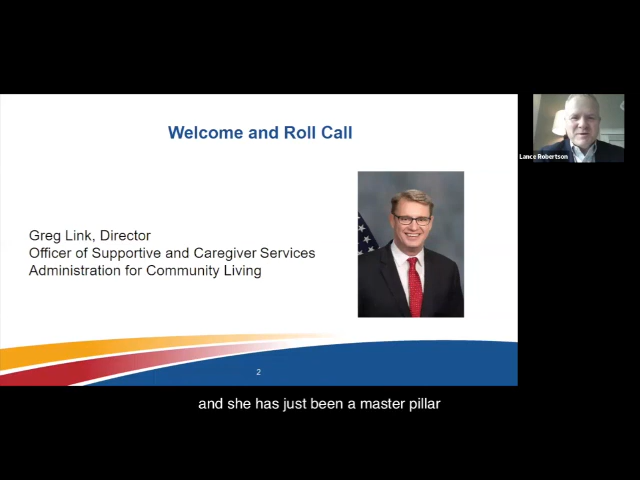 Welcome and Roll Call
Lance Robertson
Greg Link, Director
Officer of Supportive and Caregiver Services
Administration for Community Living
2
and she has just been a master pillar